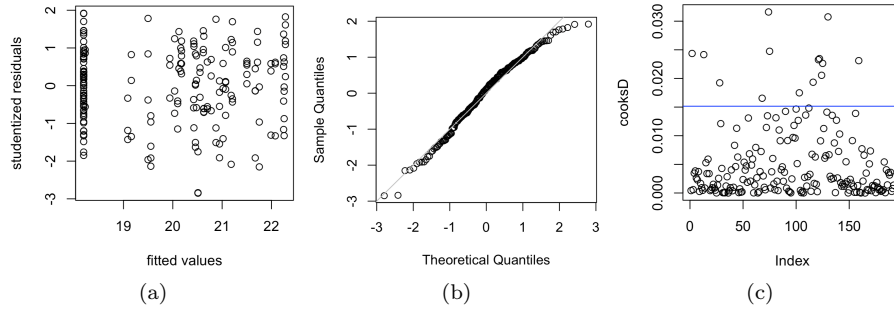 studentized residuals
2
1
0
-1
-2
-3
19 20 21 22
fitted values
(a)
Sample Quantiles
2
1
0
-1
-2
-3
-3 -2 -1 0 1 2 3
Theoretical Quantiles
(b)
cooksD
0.030
0.020
0.010
0.000
0 50 100 150
Index
(c)